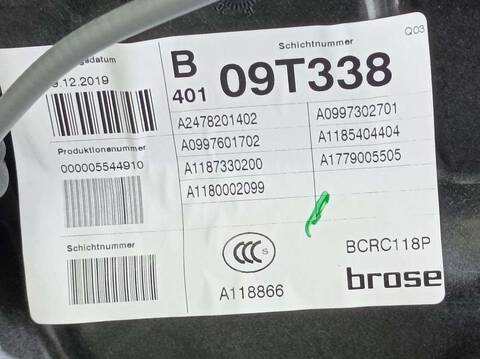 Q03
Schichtnummer
B
401
09T338
.12.2019
A2478201402
A0997302701
A0997601702
A1185404404
A1187330200
A1779005505
A1180002099
Produktionsnummer
000005544910
Schichtnummer
CCC S
A118866
BCRC118P
brose